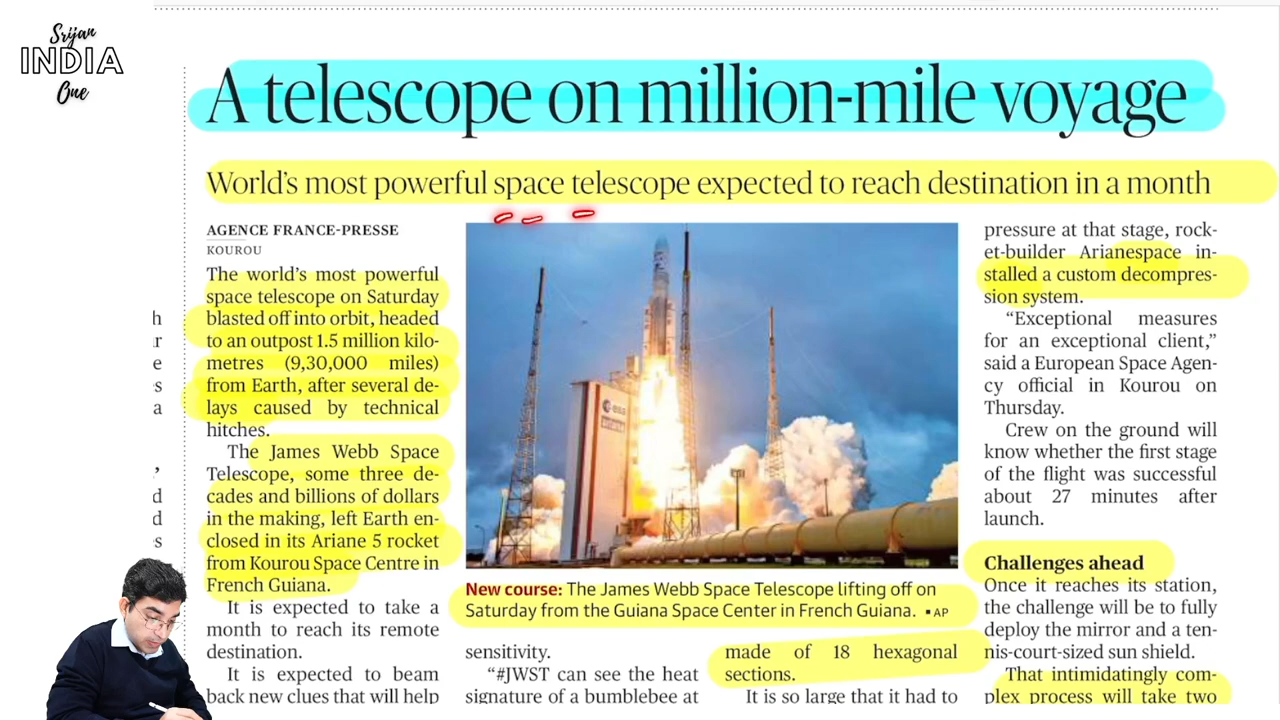 Srijan
INDIA
One
A telescope on million-mile voyage
World's most powerful space telescope expected to reach destination in a month
AGENCE FRANCE-PRESSE
KOUROU
The world's most powerful
space telescope on Saturday
blasted off into orbit, headed
to an outpost 1.5 million kilo-
metres (9,30,000 miles)
from Earth, after several de-
lays caused by technical
hitches.
The James Webb Space
Telescope, some three de-
cades and billions of dollars
in the making, left Earth en-
closed in its Ariane 5 rocket
from Kourou Space Centre in
French Guiana.
It is expected to take a
month to reach its remote
destination.
It is expected to beam
back new clues that will help
esa
New course: The James Webb Space Telescope lifting off on
Saturday from the Guiana Space Center in French Guiana. ▪ AP
sensitivity.
"#JWST can see the heat
signature of a bumblebee at
made of 18 hexagonal
sections.
It is so large that it had to
pressure at that stage, rock-
et-builder Arianespace in-
stalled a custom decompres-
sion system.
"Exceptional measures
for an exceptional client,"
said a European Space Agen-
cy official in Kourou on
Thursday.
Crew on the ground will
know whether the first stage
of the flight was successful
about 27 minutes after
launch.
Challenges ahead
Once it reaches its station,
the challenge will be to fully
deploy the mirror and a ten-
nis-court-sized sun shield.
That intimidatingly com-
plex process will take two